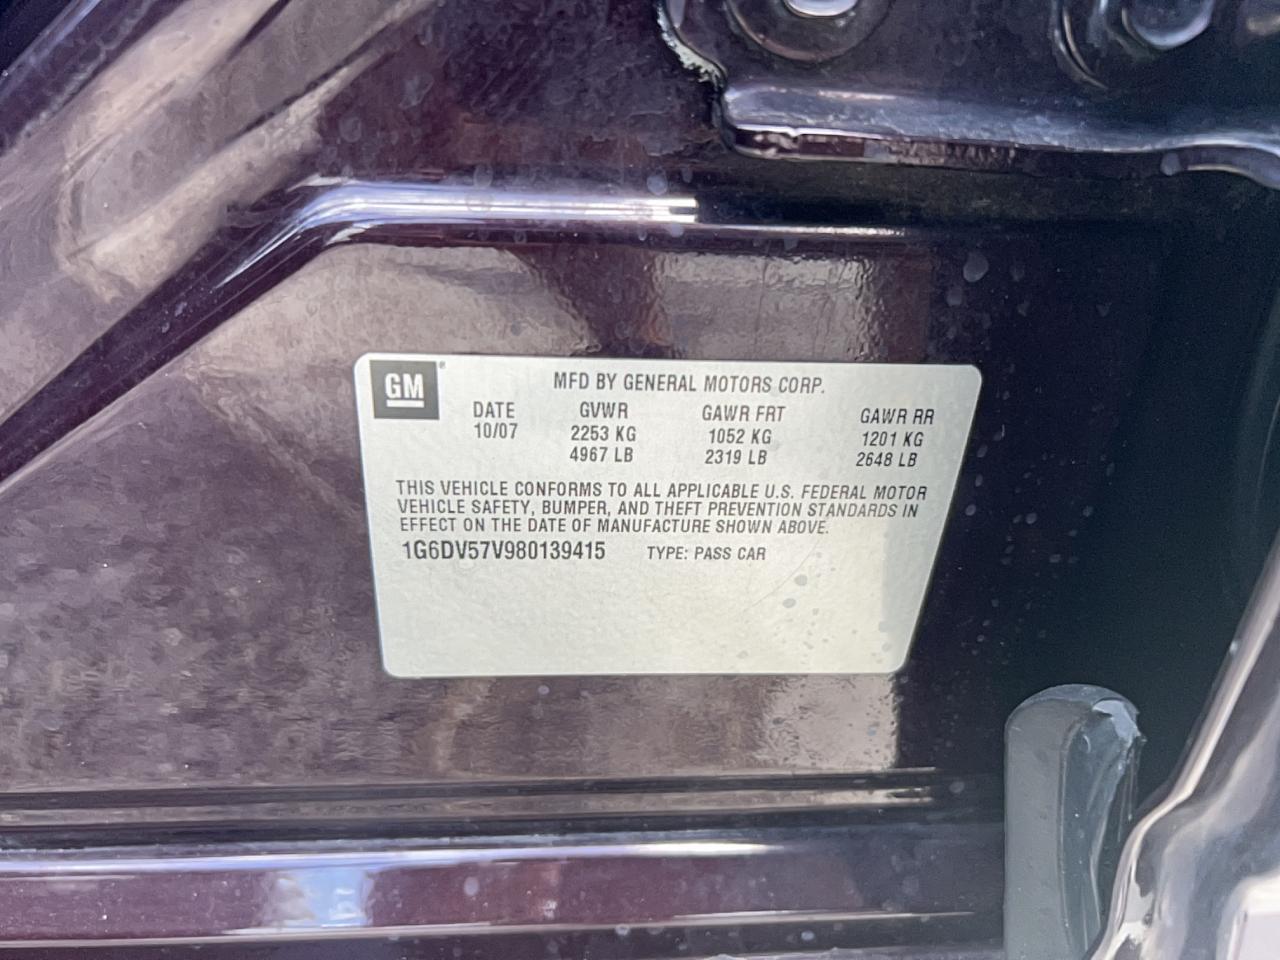 GM®
MFD BY GENERAL MOTORS CORP.
DATE GVWR GAWR FRT GAWR RR
10/07 2253 KG 1052 KG 1201 KG
4967 LB 2319 LB 2648 LB
THIS VEHICLE CONFORMS TO ALL APPLICABLE U.S. FEDERAL MOTOR
VEHICLE SAFETY, BUMPER, AND THEFT PREVENTION STANDARDS IN
EFFECT ON THE DATE OF MANUFACTURE SHOWN ABOVE.
1G6DV57V980139415 TYPE: PASS CAR